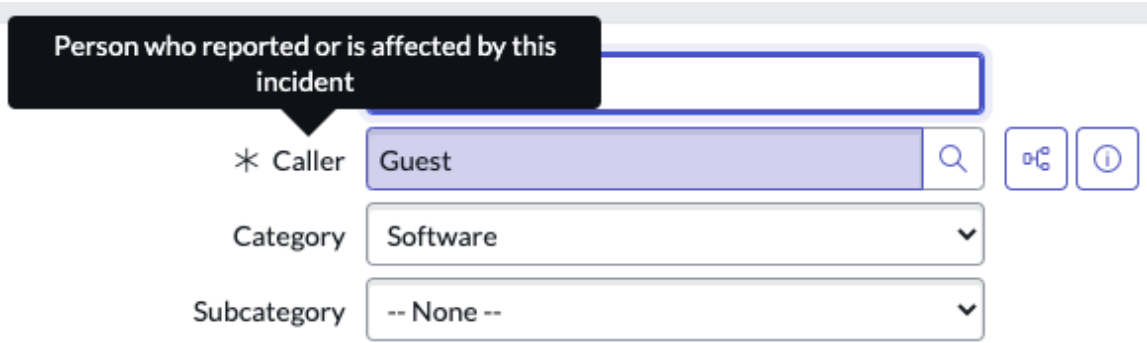 Person who reported or is affected by this
incident
* Caller Guest
Category Software
Subcategory -- None --